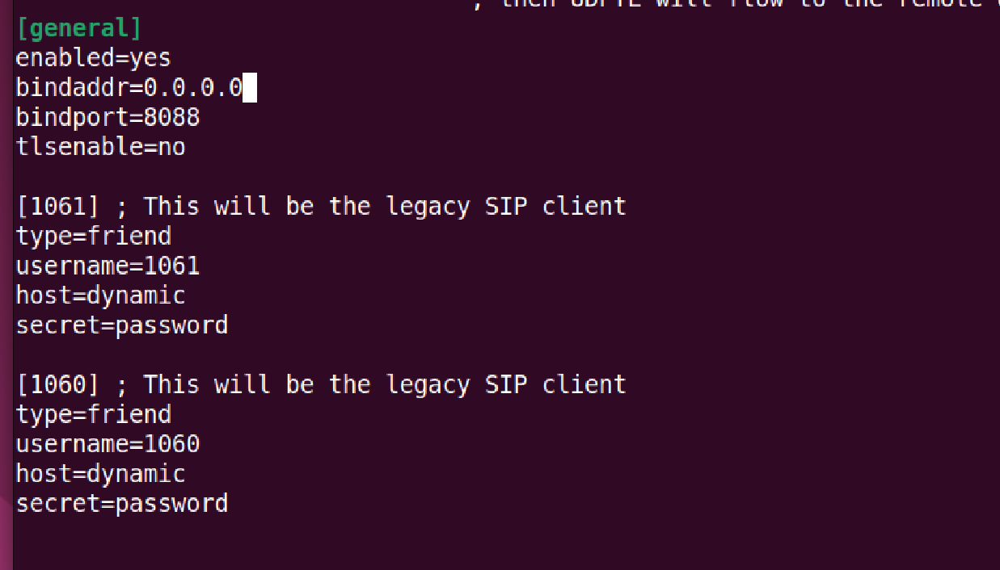 ; then UDPTL will flow to the remote
[general]
enabled=yes
bindaddr=0.0.0.0
bindport=8088
tlsenable=no
[1061] ; This will be the legacy SIP client
type=friend
username=1061
host=dynamic
secret=password
[1060] ; This will be the legacy SIP client
type=friend
username=1060
host=dynamic
secret=password